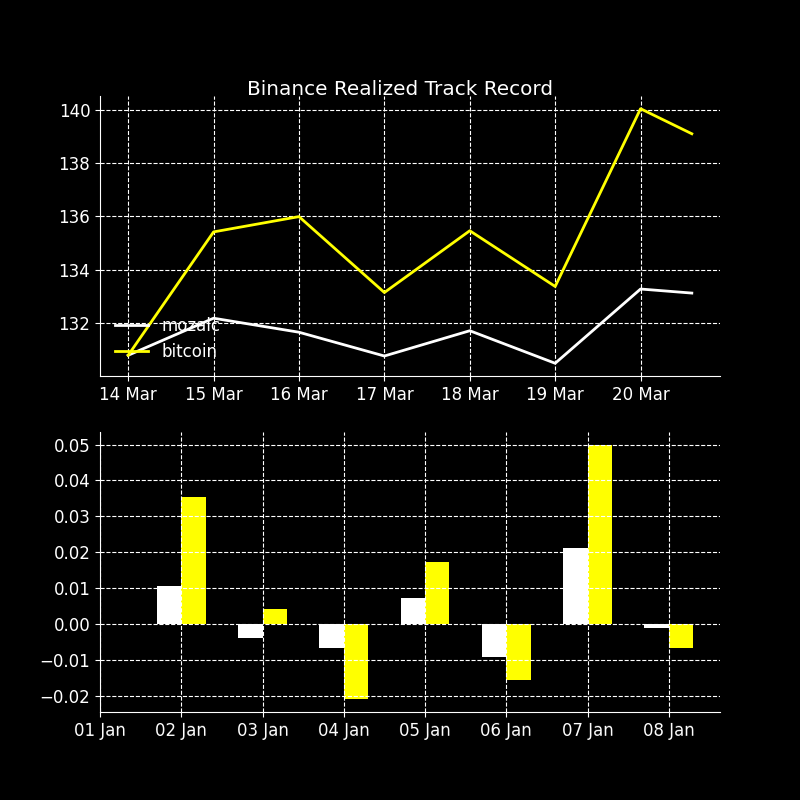 Binance Realized Track Record
140
138
136
134
132
mozaic
bitcoin
14 Mar 15 Mar 16 Mar 17 Mar 18 Mar 19 Mar 20 Mar
0.05
0.04
0.03
0.02
0.01
0.00
−0.01
−0.02
01 Jan 02 Jan 03 Jan 04 Jan 05 Jan 06 Jan 07 Jan 08 Jan